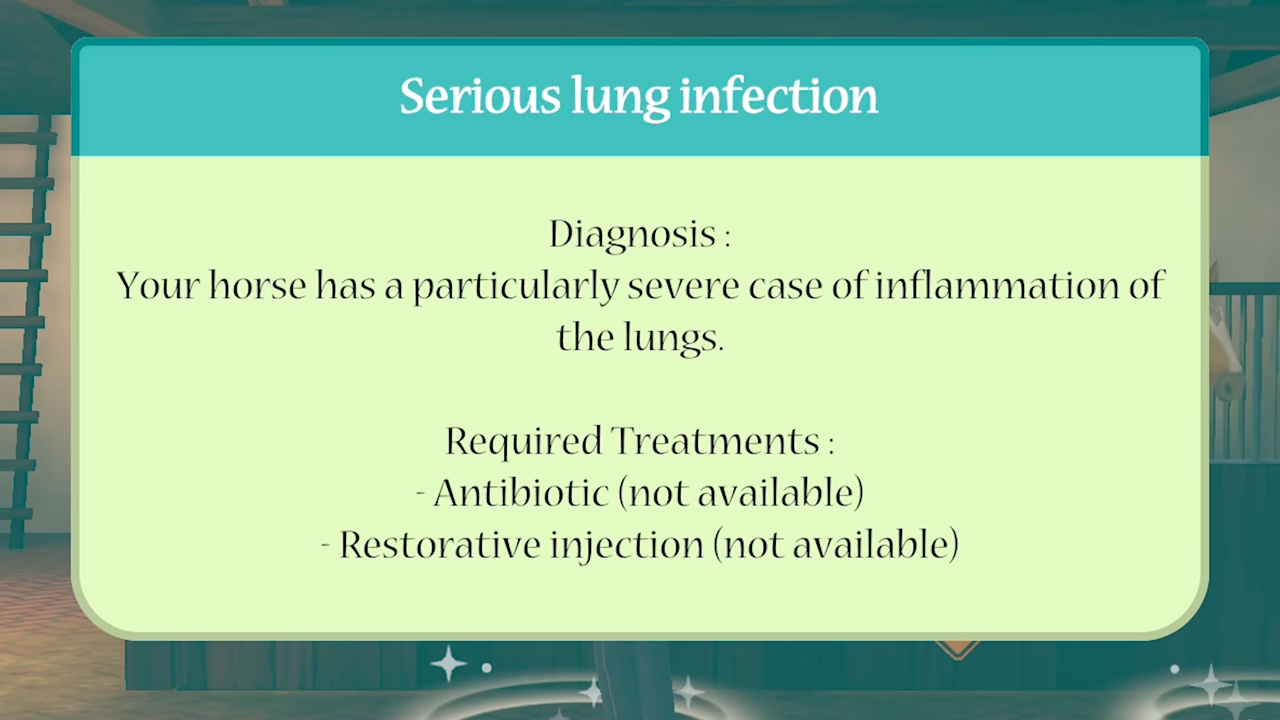 Serious lung infection
Diagnosis :
Your horse has a particularly severe case of inflammation of
the lungs.
Required Treatments :
- Antibiotic (not available)
- Restorative injection (not available)